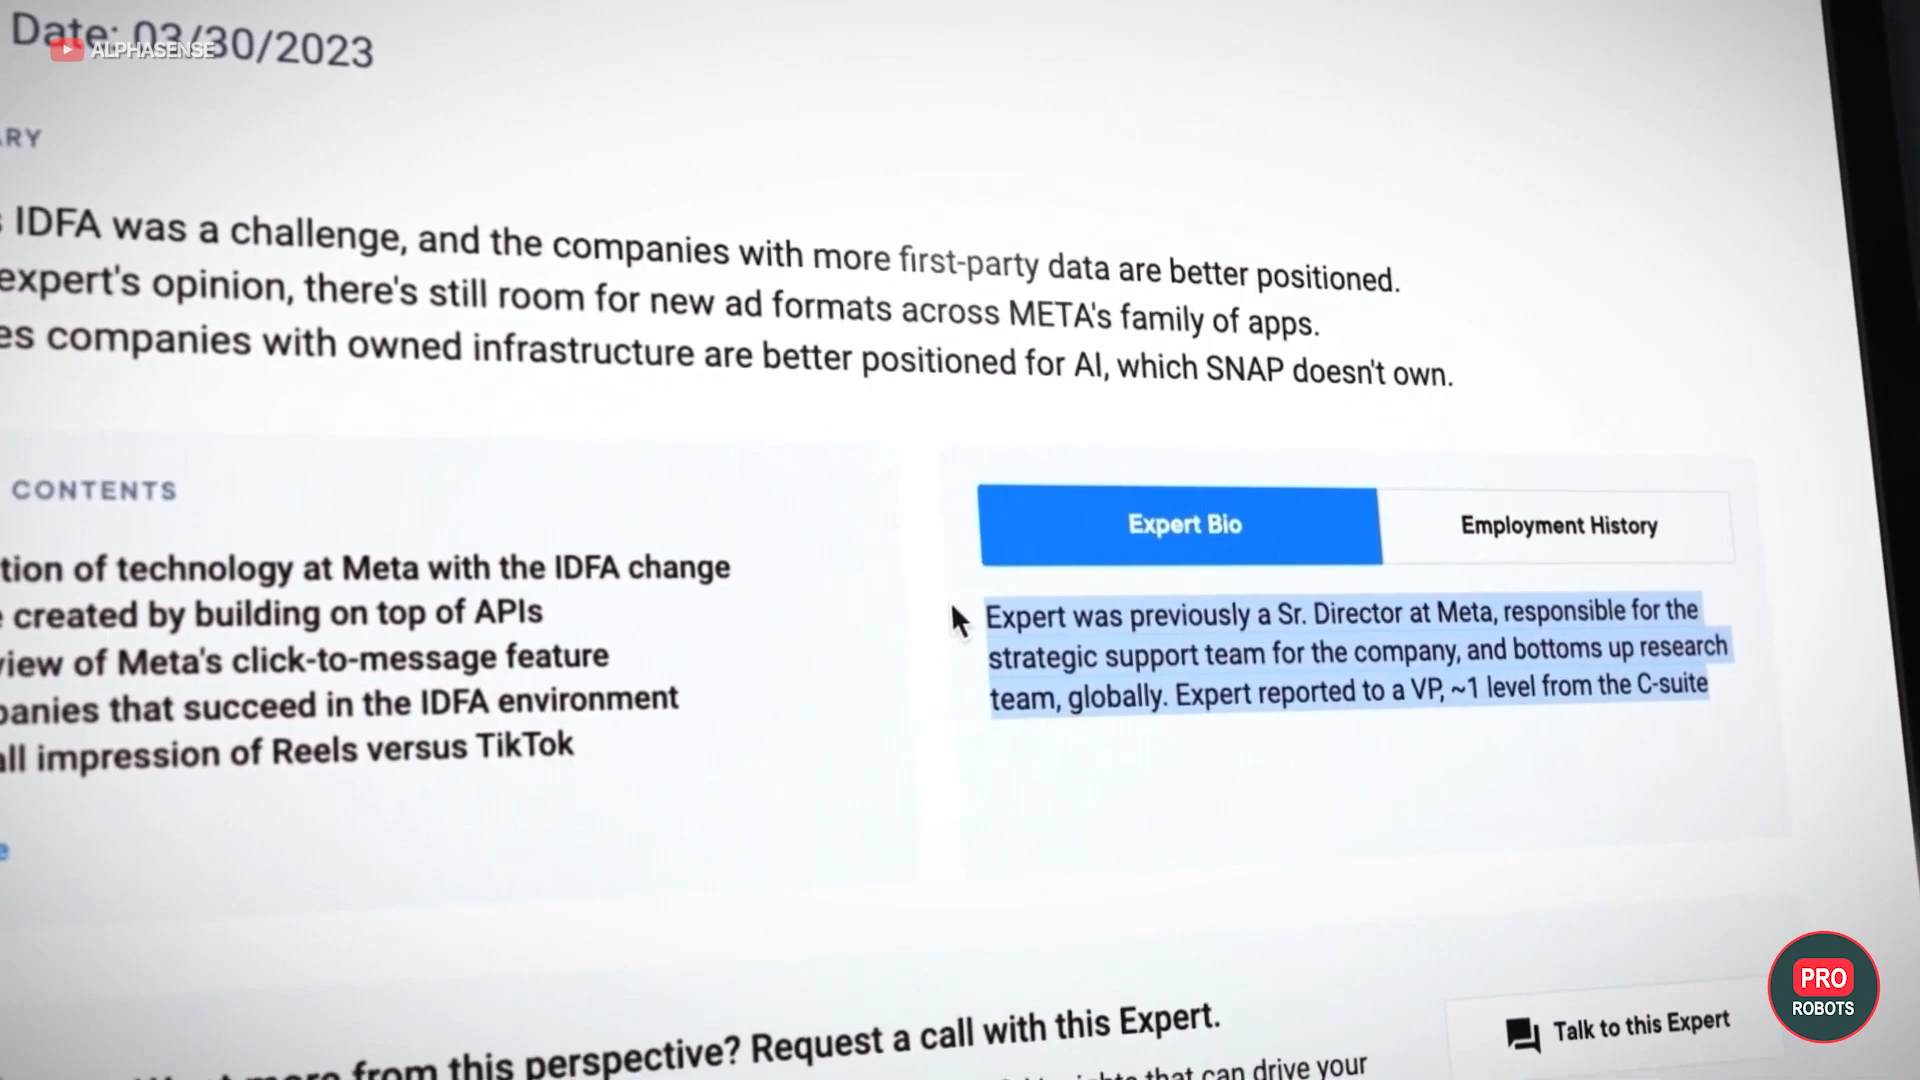 Date: 03/30/2023
ALPHASENSE
IDFA was a challenge, and the companies with more first-party data are better positioned.
expert's opinion, there's still room for new ad formats across META's family of apps.
companies with owned infrastructure are better positioned for AI, which SNAP doesn't own.
CONTENTS
of technology at Meta with the IDFA change
created by building on top of APIs
of Meta's click-to-message feature
that succeed in the IDFA environment
impression of Reels versus TikTok
Expert Bio
Employment History
Expert was previously a Sr. Director at Meta, responsible for the
strategic support team for the company, and bottoms up research
team, globally. Expert reported to a VP, ~1 level from the C-suite
from this perspective? Request a call with this Expert.
that can drive your
Talk to this Expert
PRO
ROBOTS